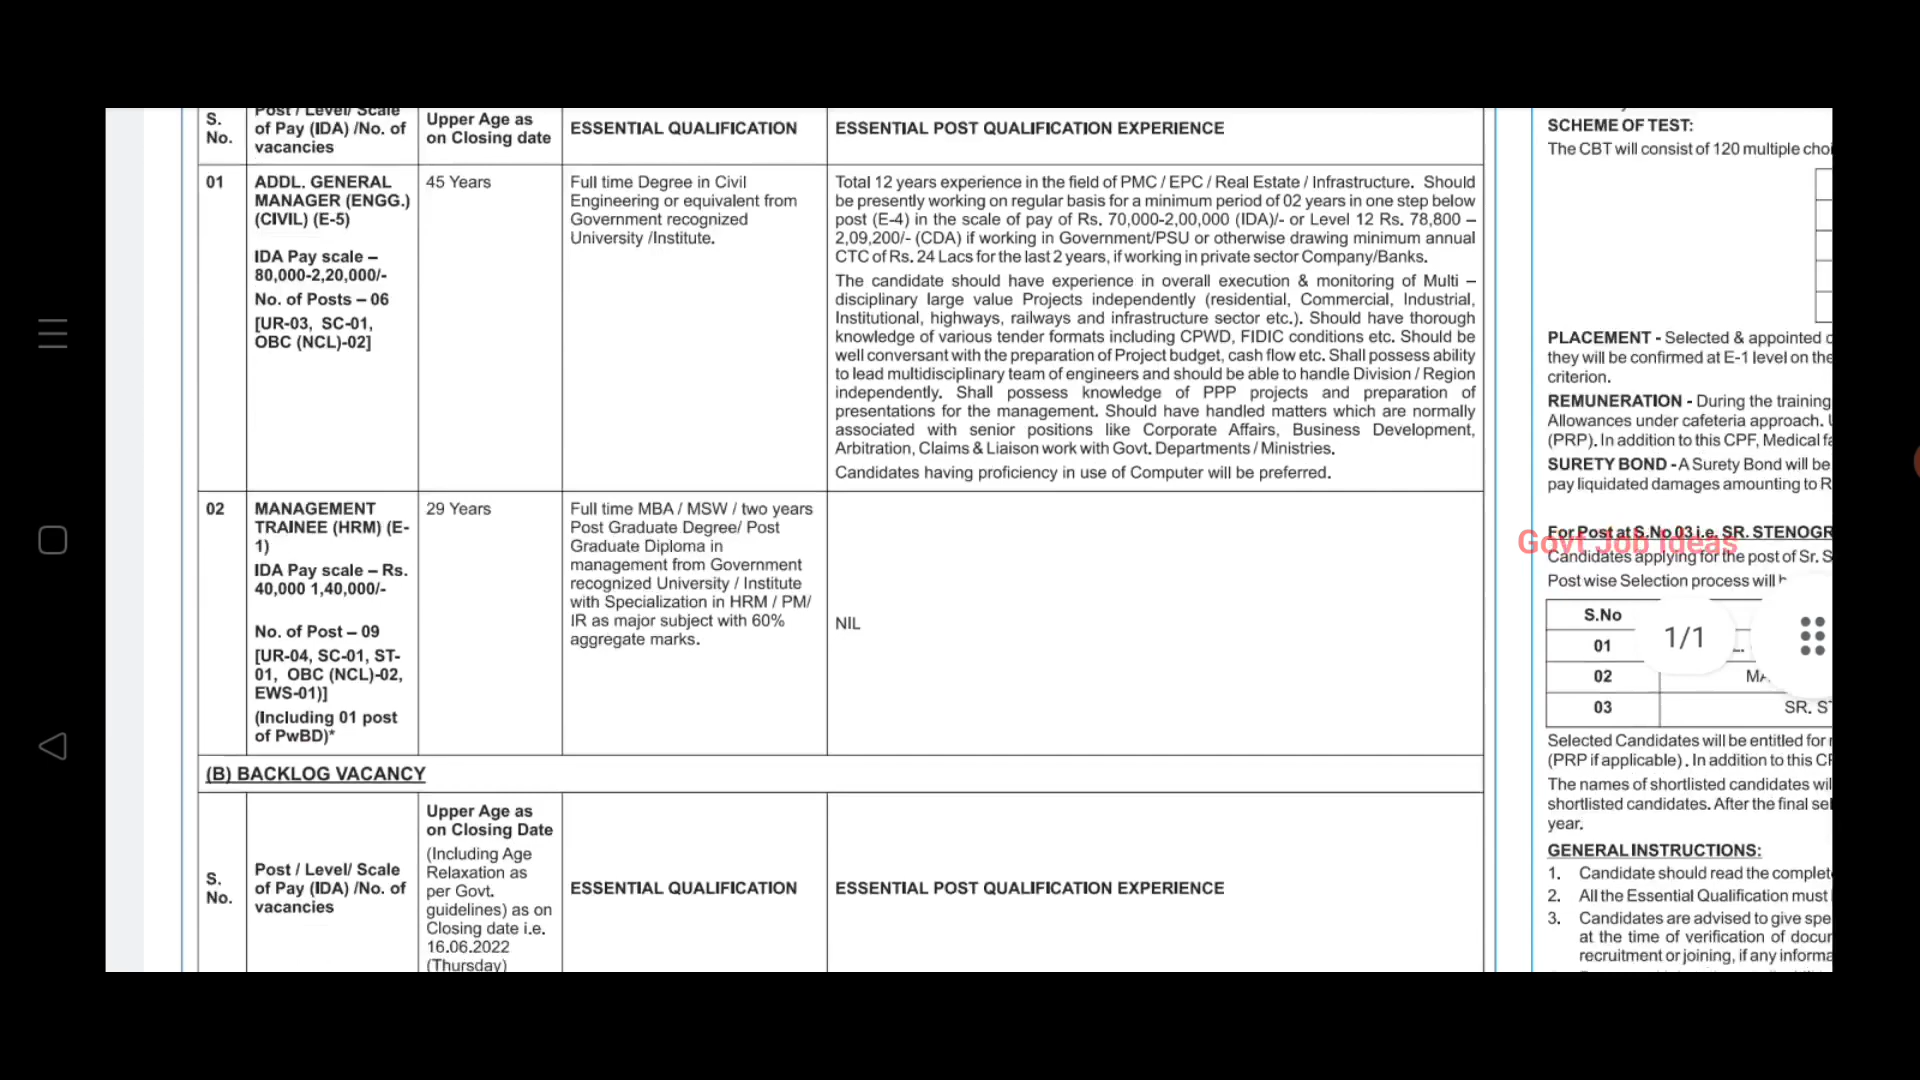 S.
No.
Post / Level/ Scale
of Pay (IDA) /No. of
vacancies
Upper Age as
on Closing date
ESSENTIAL QUALIFICATION
ESSENTIAL POST QUALIFICATION EXPERIENCE
01
ADDL. GENERAL
MANAGER (ENGG.)
(CIVIL) (E-5)
IDA Pay scale –
80,000-2,20,000/-
No. of Posts – 06
[UR-03, SC-01,
OBC (NCL)-02]
45 Years
Full time Degree in Civil
Engineering or equivalent from
Government recognized
University /Institute.
Total 12 years experience in the field of PMC / EPC / Real Estate / Infrastructure. Should
be presently working on regular basis for a minimum period of 02 years in one step below
post (E-4) in the scale of pay of Rs. 70,000-2,00,000 (IDA)/- or Level 12 Rs. 78,800 –
2,09,200/- (CDA) if working in Government/PSU or otherwise drawing minimum annual
CTC of Rs. 24 Lacs for the last 2 years, if working in private sector Company/Banks.
The candidate should have experience in overall execution & monitoring of Multi –
disciplinary large value Projects independently (residential, Commercial, Industrial,
Institutional, highways, railways and infrastructure sector etc.). Should have thorough
knowledge of various tender formats including CPWD, FIDIC conditions etc. Should be
well conversant with the preparation of Project budget, cash flow etc. Shall possess ability
to lead multidisciplinary team of engineers and should be able to handle Division / Region
independently. Shall possess knowledge of PPP projects and preparation of
presentations for the management. Should have handled matters which are normally
associated with senior positions like Corporate Affairs, Business Development,
Arbitration, Claims & Liaison work with Govt. Departments / Ministries.
Candidates having proficiency in use of Computer will be preferred.
02
MANAGEMENT
TRAINEE (HRM) (E-
1)
IDA Pay scale – Rs.
40,000 1,40,000/-
No. of Post – 09
[UR-04, SC-01, ST-
01, OBC (NCL)-02,
EWS-01)]
(Including 01 post
of PwBD)*
29 Years
Full time MBA / MSW / two years
Post Graduate Degree/ Post
Graduate Diploma in
management from Government
recognized University / Institute
with Specialization in HRM / PM/
IR as major subject with 60%
aggregate marks.
NIL
(B) BACKLOG VACANCY
S.
No.
Post / Level/ Scale
of Pay (IDA) /No. of
vacancies
Upper Age as
on Closing Date
(Including Age
Relaxation as
per Govt.
guidelines) as on
Closing date i.e.
16.06.2022
(Thursday)
ESSENTIAL QUALIFICATION
ESSENTIAL POST QUALIFICATION EXPERIENCE
SCHEME OF TEST:
The CBT will consist of 120 multiple choi
PLACEMENT - Selected & appointed
they will be confirmed at E-1 level on the
criterion.
REMUNERATION - During the training
Allowances under cafeteria approach.
(PRP). In addition to this CPF, Medical fa
SURETY BOND - A Surety Bond will be
pay liquidated damages amounting to R
For Post at S.No 03 i.e. SR. STENOGR
Govt Job Ideas
Candidates applying for the post of Sr. S
Post wise Selection process will
S.No
01
02 MA
03 SR. ST
1/1
Selected Candidates will be entitled for
(PRP if applicable). In addition to this CF
The names of shortlisted candidates wil
shortlisted candidates. After the final sel
year.
GENERAL INSTRUCTIONS:
1. Candidate should read the complet
2. All the Essential Qualification must
3. Candidates are advised to give spe
at the time of verification of docur
recruitment or joining, if any informa